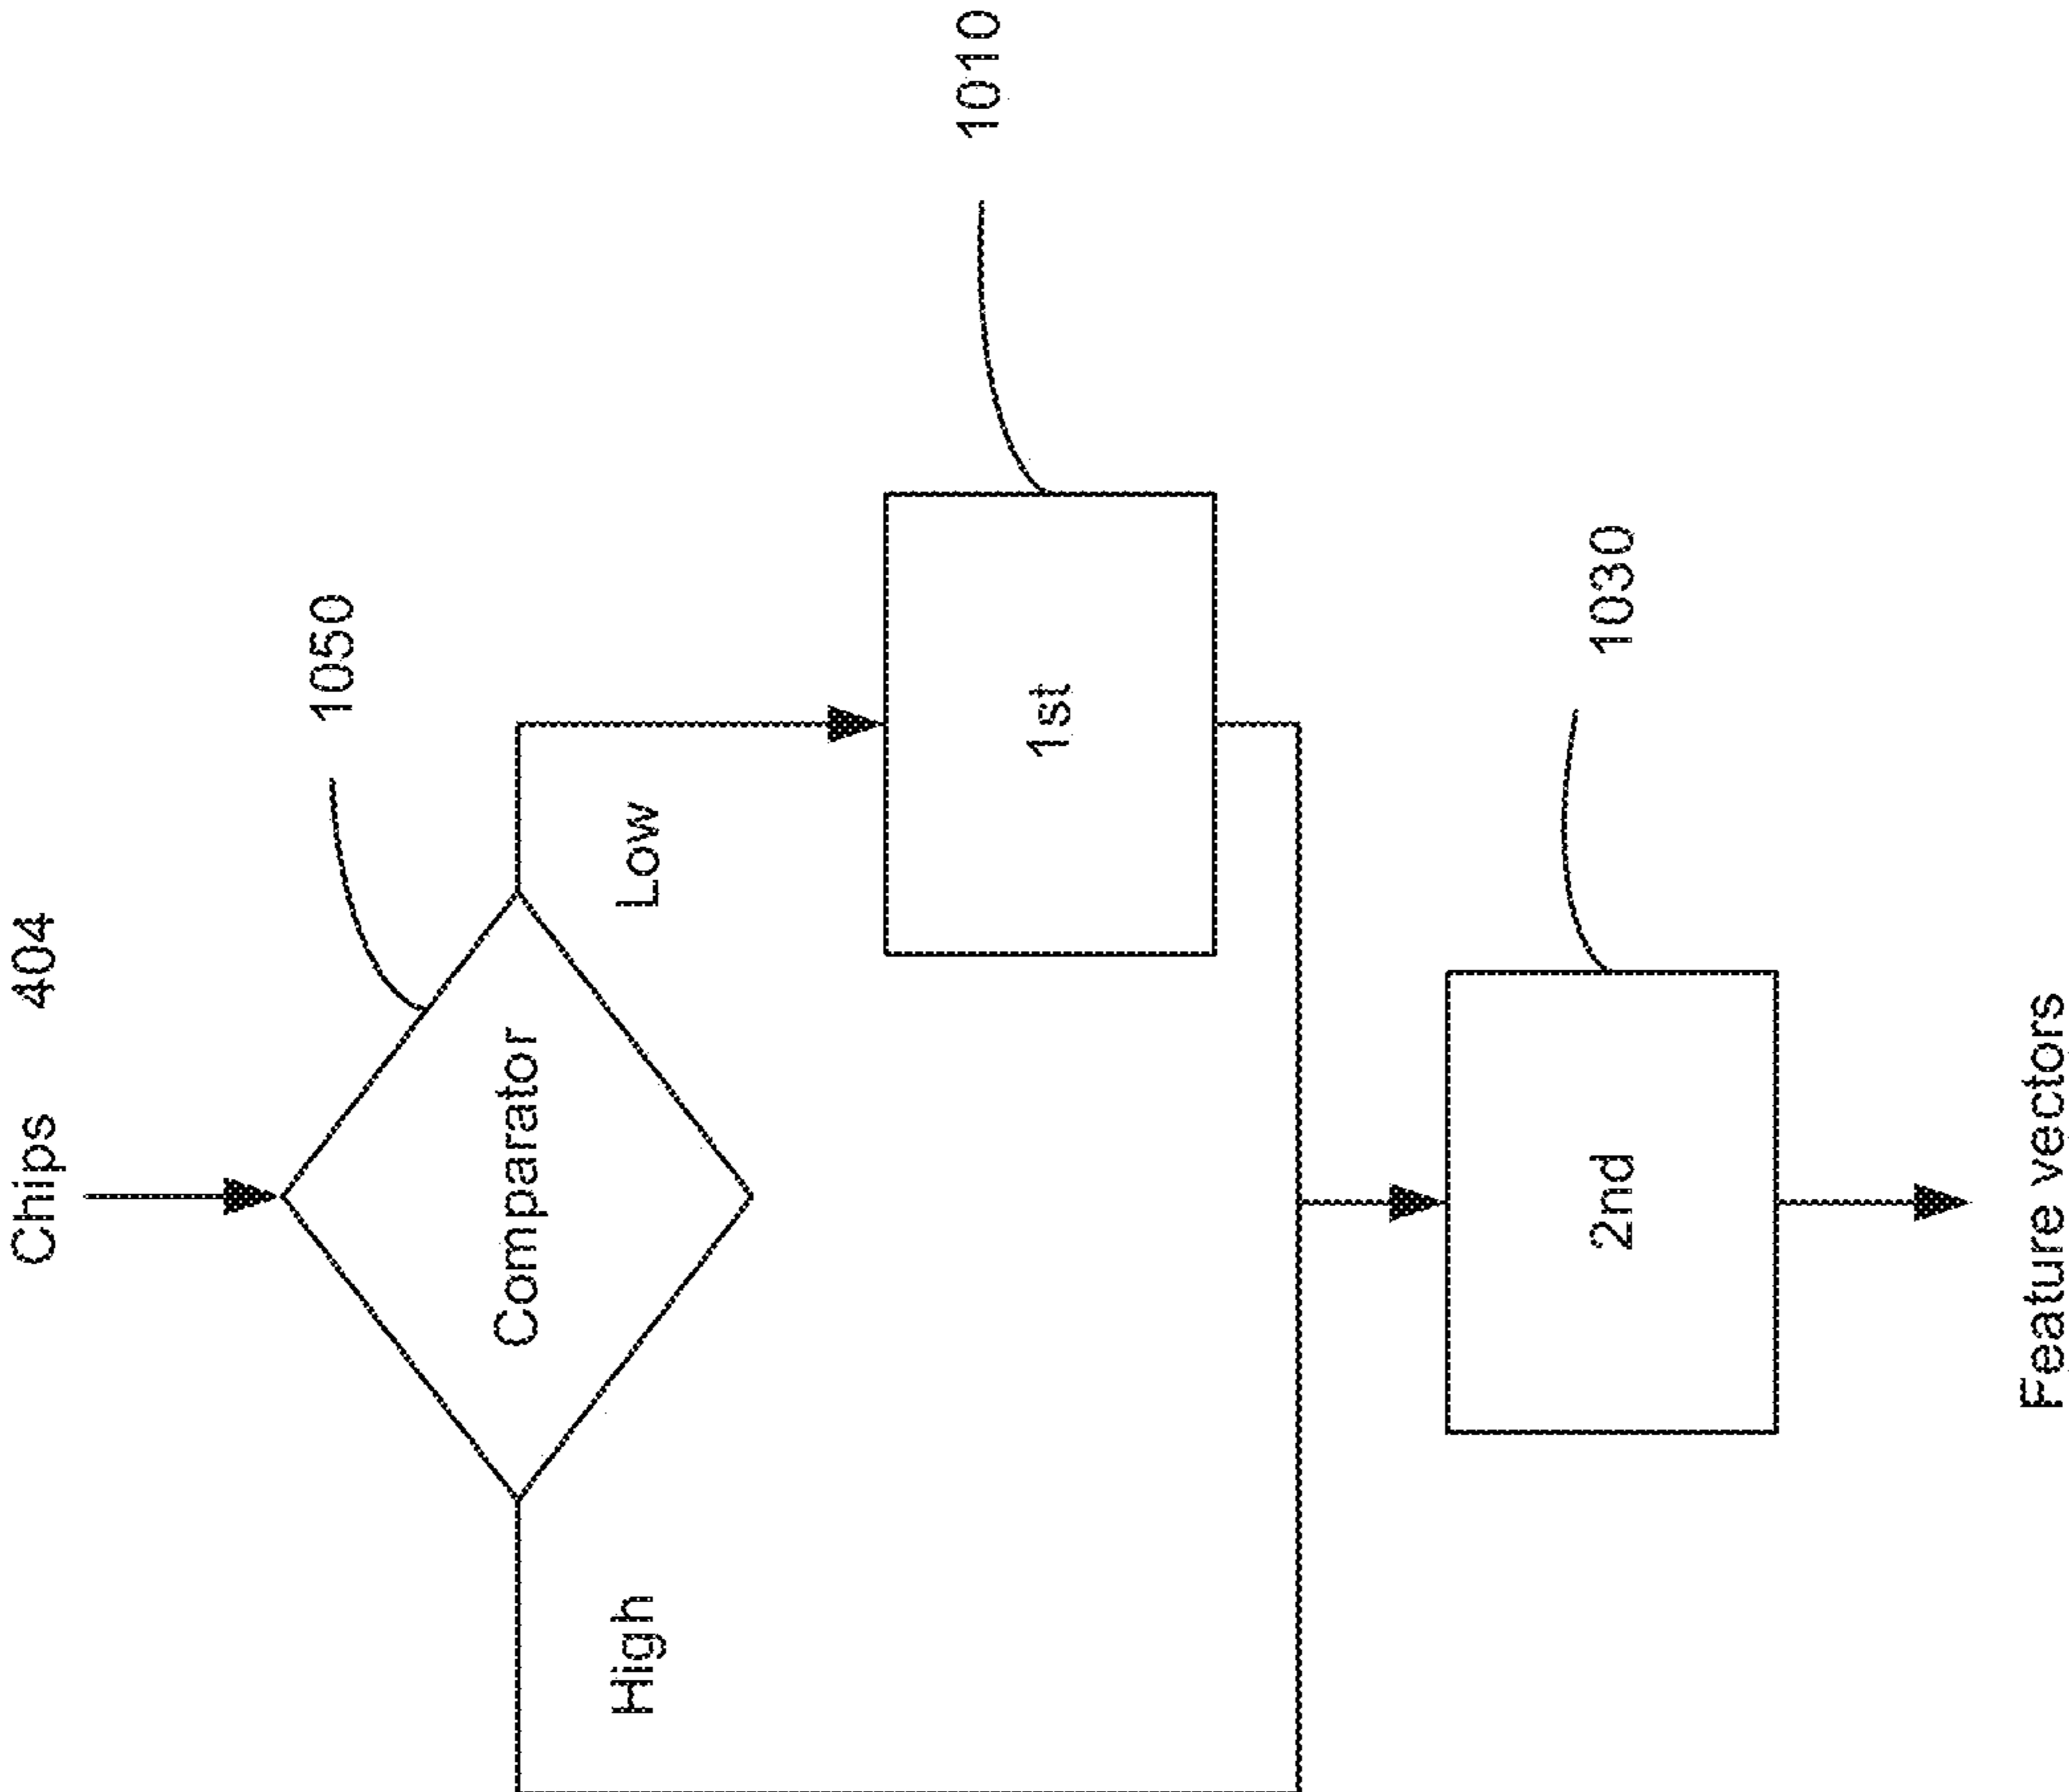 Chips 404
1050
Comparator
High
Low
1010
1st
1030
2nd
Feature vectors